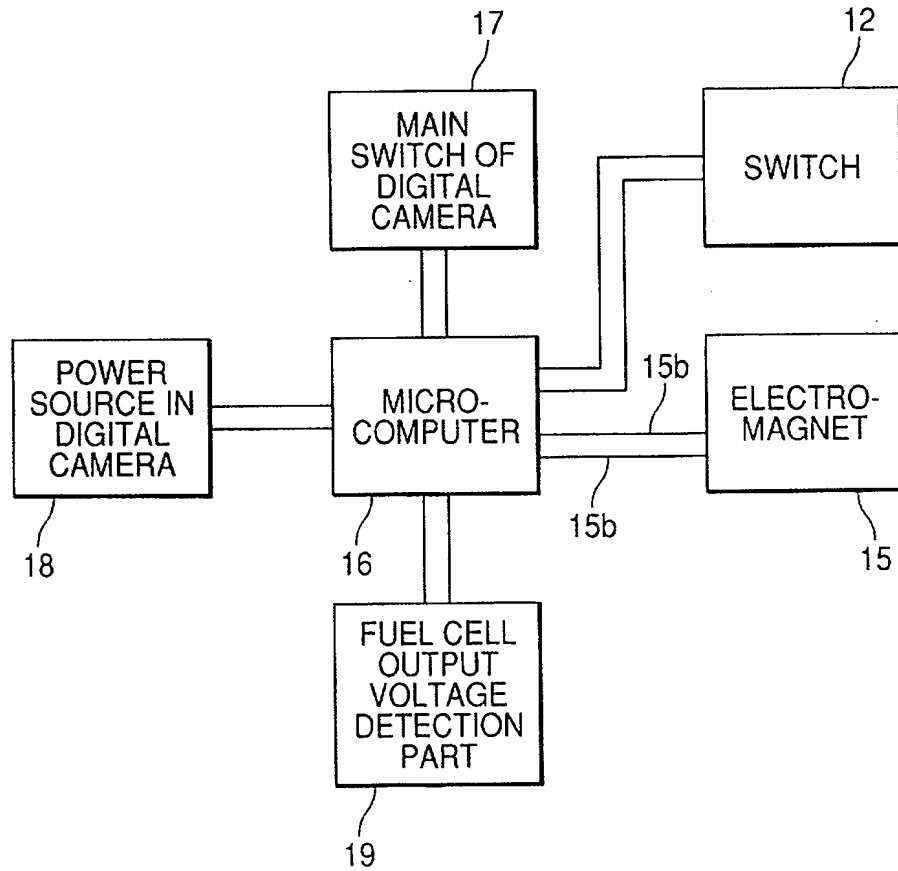 17
12
MAIN
SWITCH OF
DIGITAL
CAMERA
SWITCH
POWER
SOURCE IN
DIGITAL
CAMERA
18
MICRO-
COMPUTER
16
15b
15b
ELECTRO-
MAGNET
15
FUEL CELL
OUTPUT
VOLTAGE
DETECTION
PART
19